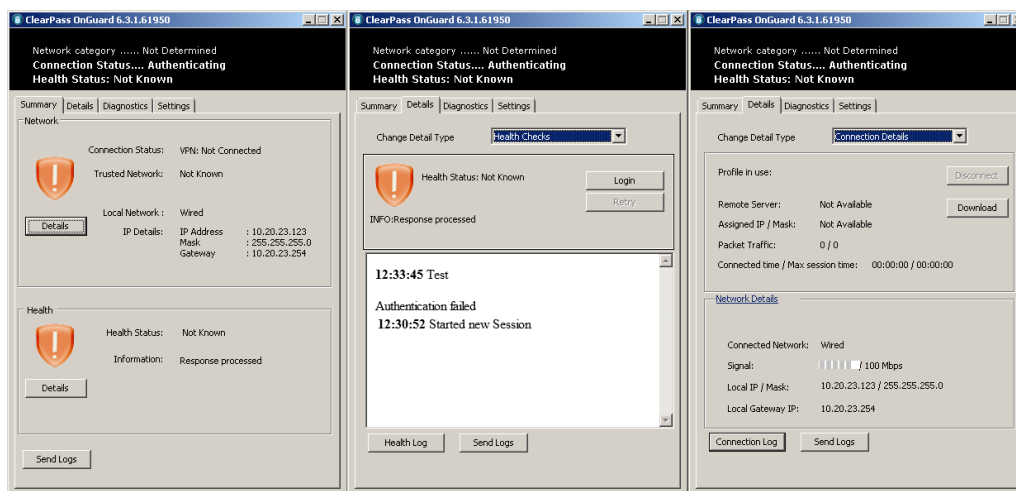 ClearPass OnGuard 6.3.1.61950
Network category ...... Not Determined
Connection Status.... Authenticating
Health Status: Not Known
Summary Details Diagnostics Settings
Network
Connection Status: VPN: Not Connected
Trusted Network: Not Known
Local Network : Wired
Details
IP Details: IP Address : 10.20.23.123
Mask : 255.255.255.0
Gateway : 10.20.23.254
Health
Health Status: Not Known
Information: Response processed
Details
Send Logs
ClearPass OnGuard 6.3.1.61950
Network category ...... Not Determined
Connection Status.... Authenticating
Health Status: Not Known
Summary Details Diagnostics Settings
Change Detail Type Health Checks
Health Status: Not Known
Login
Retry
INFO:Response processed
12:33:45 Test
Authentication failed
12:30:52 Started new Session
Health Log Send Logs
ClearPass OnGuard 6.3.1.61950
Network category ...... Not Determined
Connection Status.... Authenticating
Health Status: Not Known
Summary Details Diagnostics Settings
Change Detail Type Connection Details
Profile in use:
Disconnect
Remote Server: Not Available
Download
Assigned IP / Mask: Not Available
Packet Traffic: 0 / 0
Connected time / Max session time: 00:00:00 / 00:00:00
Network Details
Connected Network: Wired
Signal: / 100 Mbps
Local IP / Mask: 10.20.23.123 / 255.255.255.0
Local Gateway IP: 10.20.23.254
Connection Log Send Logs